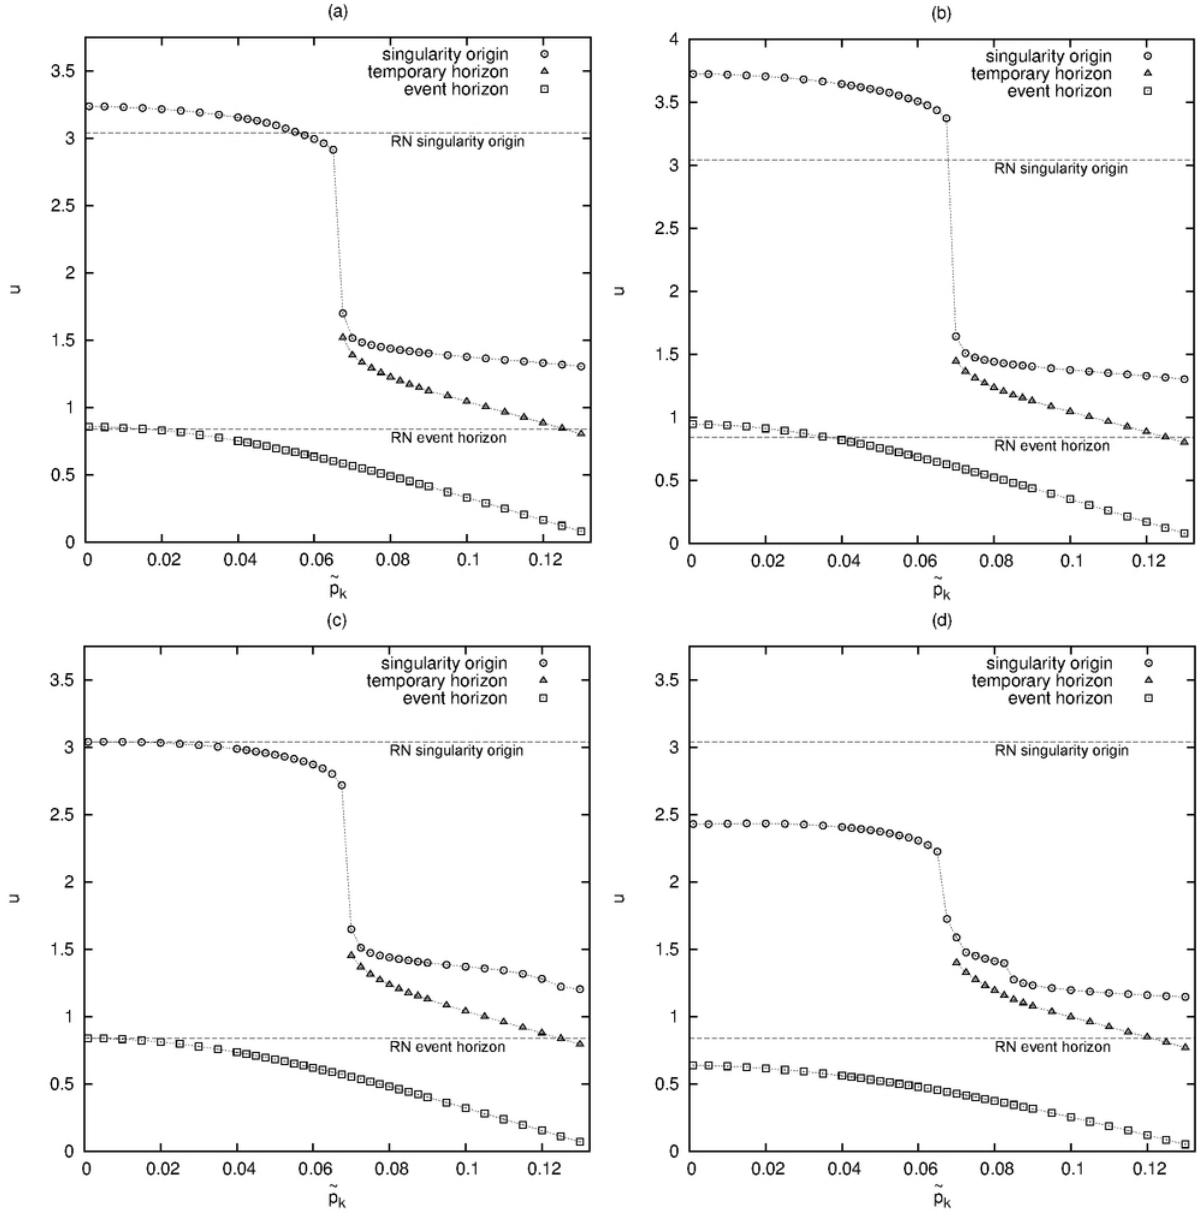 (a)
singularity origin
temporary horizon
event horizon
RN singularity origin
RN event horizon
3.5
3
2.5
2
1.5
1
0.5
0
u
0 0.02 0.04 0.06 0.08 0.1 0.12
p̃k
(b)
singularity origin
temporary horizon
event horizon
RN singularity origin
RN event horizon
4
3.5
3
2.5
2
1.5
1
0.5
0
u
0 0.02 0.04 0.06 0.08 0.1 0.12
p̃k
(c)
singularity origin
temporary horizon
event horizon
RN singularity origin
RN event horizon
3.5
3
2.5
2
1.5
1
0.5
0
u
0 0.02 0.04 0.06 0.08 0.1 0.12
p̃k
(d)
singularity origin
temporary horizon
event horizon
RN singularity origin
RN event horizon
3.5
3
2.5
2
1.5
1
0.5
0
u
0 0.02 0.04 0.06 0.08 0.1 0.12
p̃k